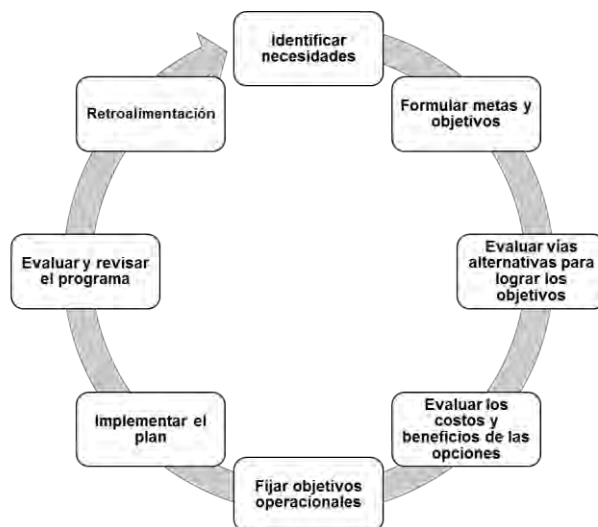 Identificar
necesidades
Formular metas y
objetivos
Evaluar vías
alternativas para
lograr los
objetivos
Evaluar los
costos y
beneficios de las
opciones
Fijar objetivos
operacionales
Implementar el
plan
Evaluar y revisar
el programa
Retroalimentación